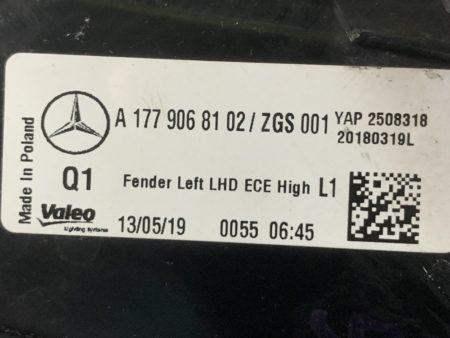 Made in Poland
A 177 906 81 02 / ZGS 001
YAP 2508318
20180319L
Q1
Fender Left LHD ECE High L1
Valeo
Lighting Systems
13/05/19
0055 06:45